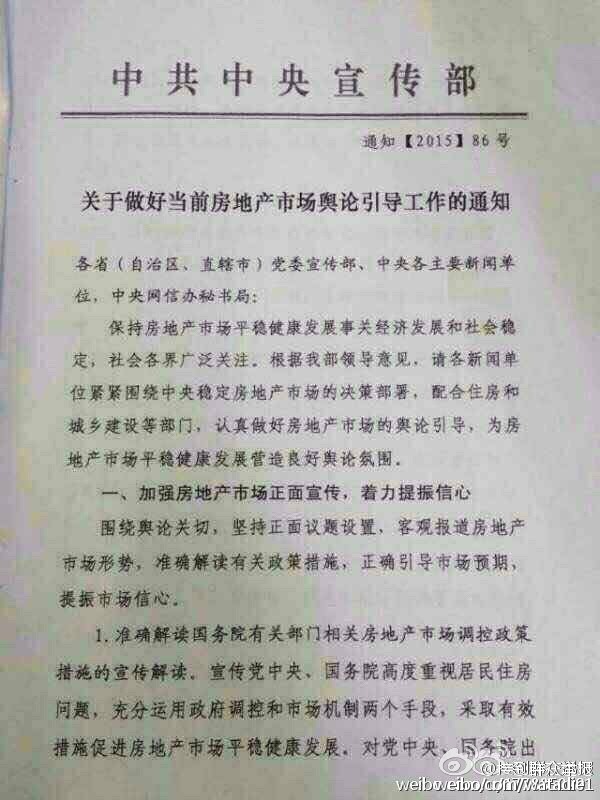 中共中央宣传部
通知【2015】86号
关于做好当前房地产市场舆论引导工作的通知
各省（自治区、直辖市）党委宣传部、中央各主要新闻单
位，中央网信办秘书局：
保持房地产市场平稳健康发展事关经济发展和社会稳
定，社会各界广泛关注。根据我部领导意见，请各新闻单
位紧紧围绕中央稳定房地产市场的决策部署，配合住房和
城乡建设等部门，认真做好房地产市场的舆论引导，为房
地产市场平稳健康发展营造良好舆论氛围。
一、加强房地产市场正面宣传，着力提振信心
围绕舆论关切，坚持正面议题设置，客观报道房地产
市场形势，准确解读有关政策措施，正确引导市场预期，
提振市场信心。
1.准确解读国务院有关部门相关房地产市场调控政策
措施的宣传解读。宣传党中央、国务院高度重视居民住房
问题，充分运用政府调控和市场机制两个手段，采取有效
措施促进房地产市场平稳健康发展。对党中央、国务院出